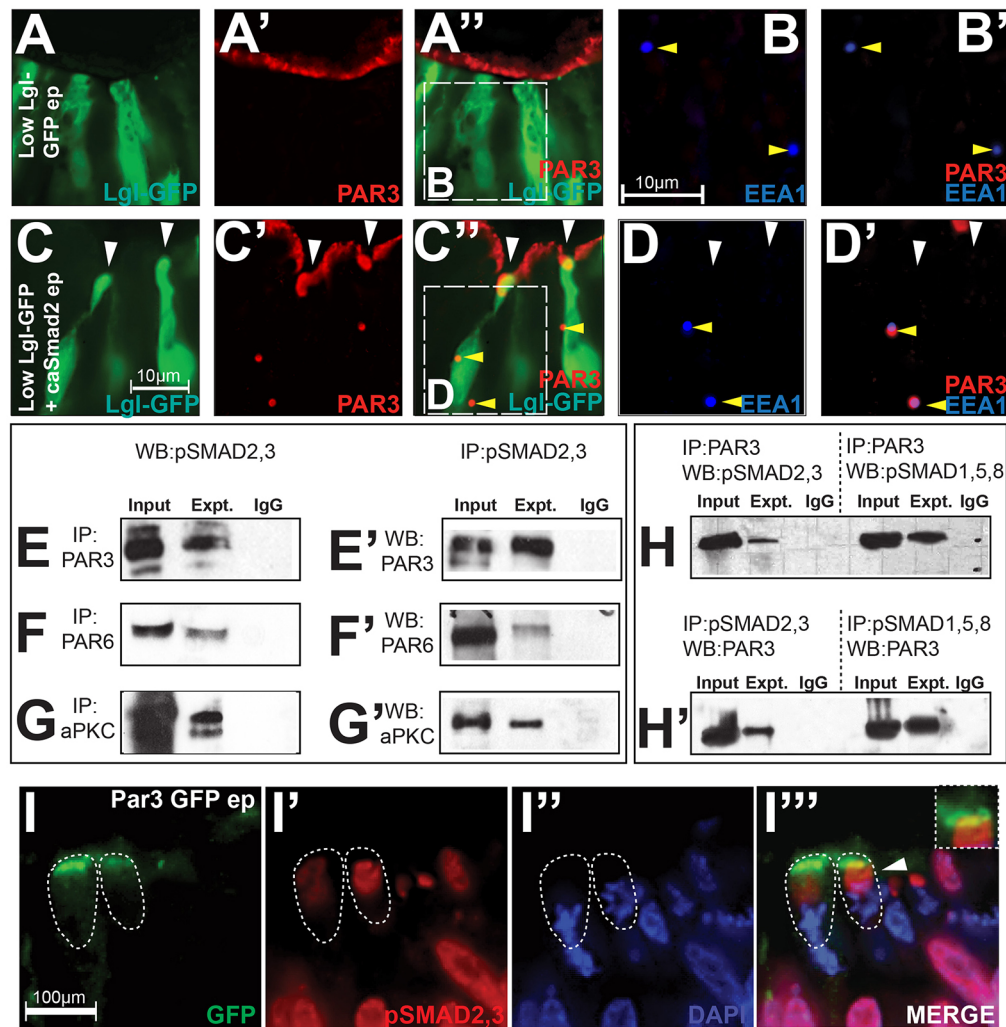 A
Low Lgl-
GFP ep
Lgl-GFP
A'
PAR3
A''
B
PAR3
Lgl-GFP
B
10µm
EEA1
B'
PAR3
EEA1
C
Low Lgl-GFP
+ caSmad2 ep
10µm
Lgl-GFP
C'
PAR3
C''
D
PAR3
Lgl-GFP
D
EEA1
D'
PAR3
EEA1
WB:pSMAD2,3
Input Expt. IgG
E IP:
PAR3
F IP:
PAR6
G IP:
aPKC
IP:pSMAD2,3
Input Expt. IgG
E' WB:
PAR3
F' WB:
PAR6
G' WB:
aPKC
IP:PAR3
WB:pSMAD2,3
IP:PAR3
WB:pSMAD1,5,8
Input Expt. IgG Input Expt. IgG
H
IP:pSMAD2,3
WB:PAR3
IP:pSMAD1,5,8
WB:PAR3
Input Expt. IgG Input Expt. IgG
H'
I
Par3 GFP ep
100µm
GFP
I'
pSMAD2,3
I''
DAPI
I'''
MERGE